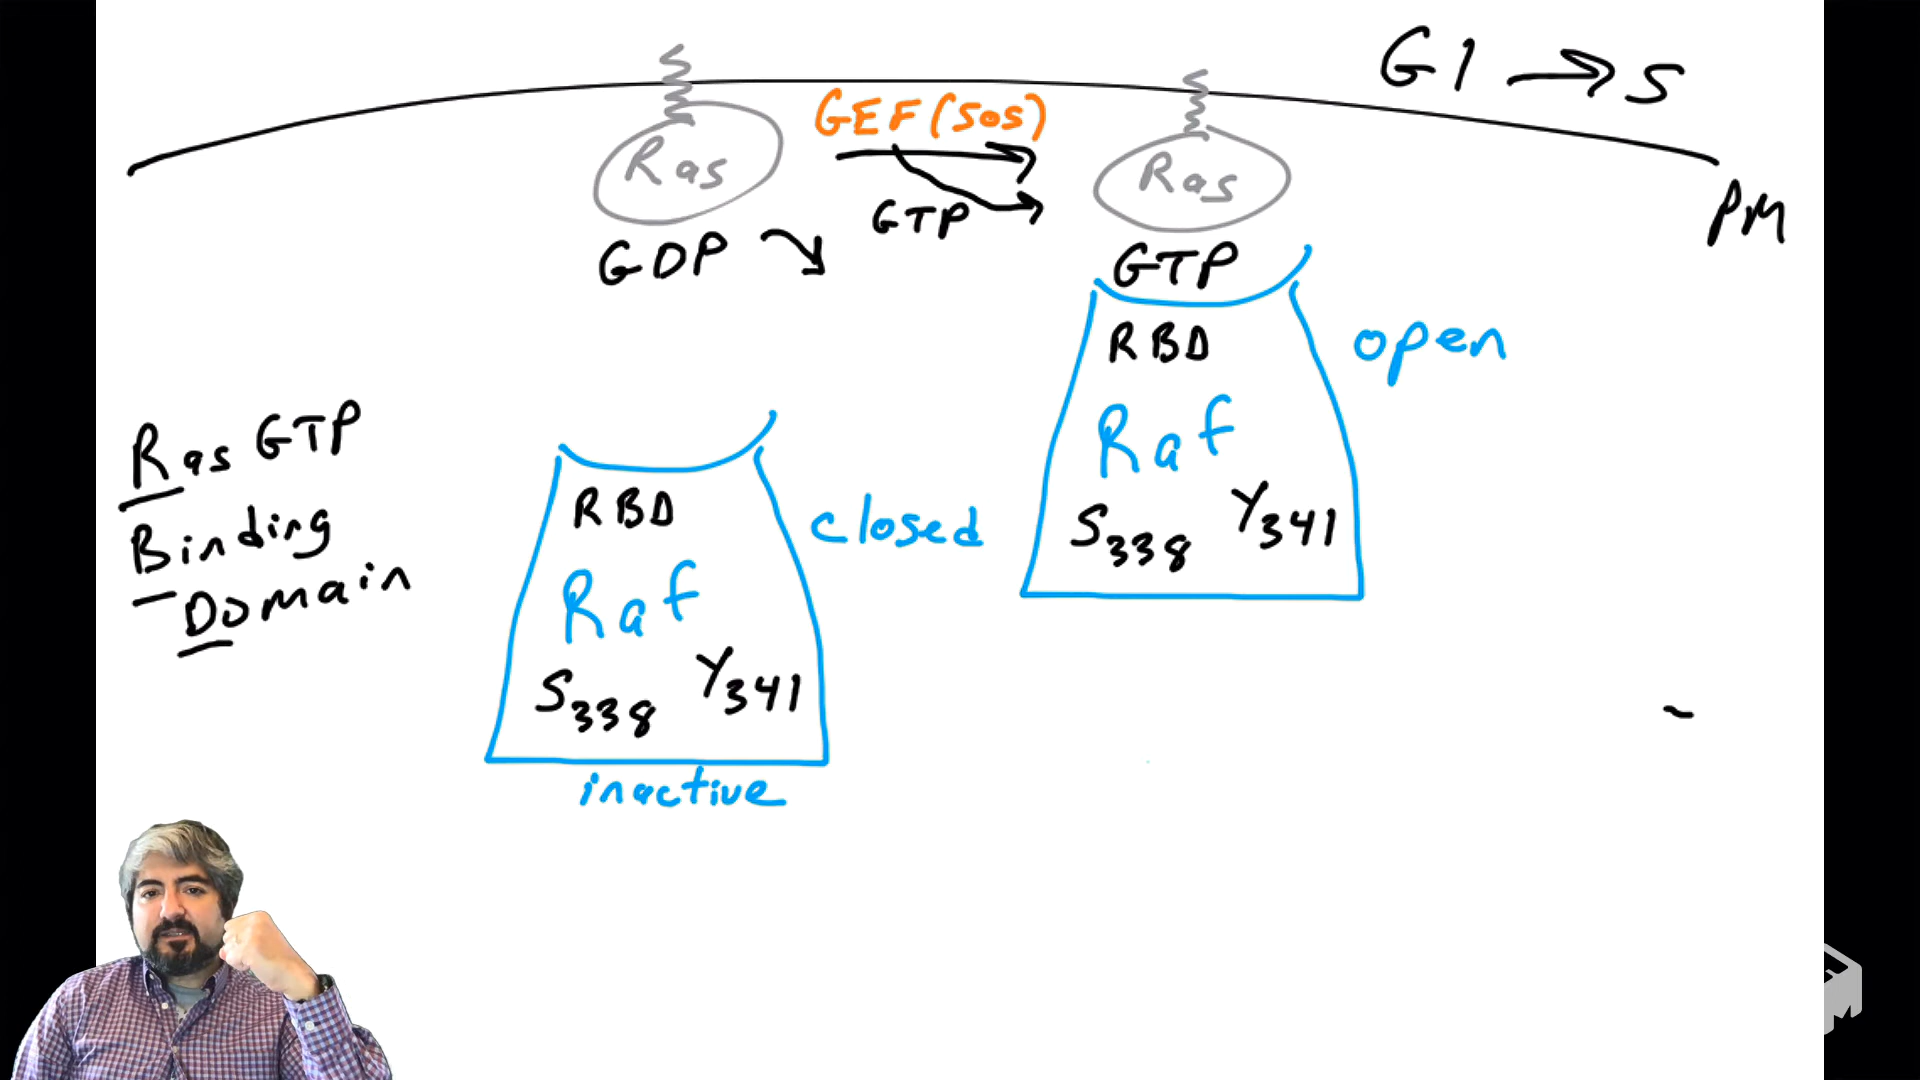 G1 → S
GEF (SOS)
Ras
Ras
GTP
PM
GDP
GTP
RBD
open
Raf
S338 Y341
Ras GTP
Binding
Domain
RBD
closed
Raf
S338 Y341
inactive